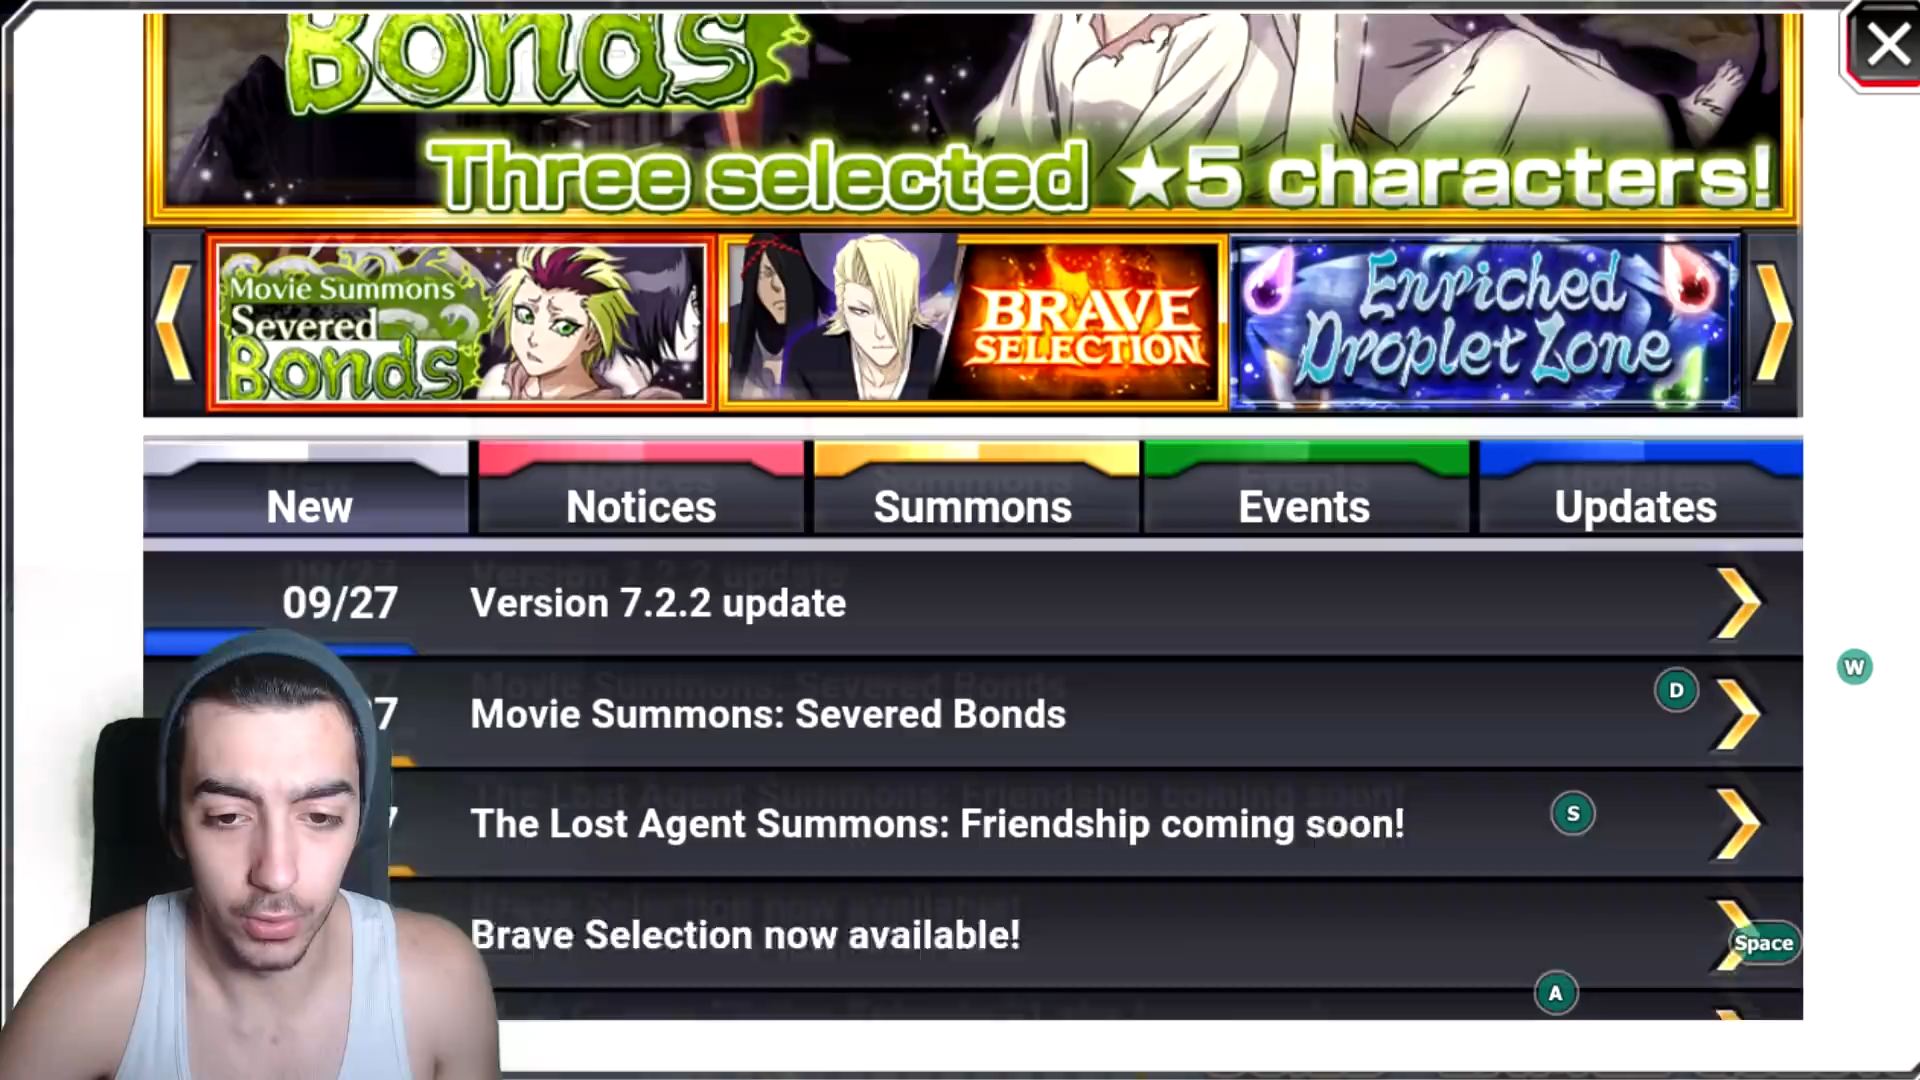 Bonds
Three selected ★5 characters!
Movie Summons
Severed
Bonds
BRAVE
SELECTION
Enriched
Droplet Zone
New
Notices
Summons
Events
Updates
09/27
Version 7.2.2 update
7
Movie Summons: Severed Bonds
D
W
The Lost Agent Summons: Friendship coming soon!
S
Brave Selection now available!
Space
A